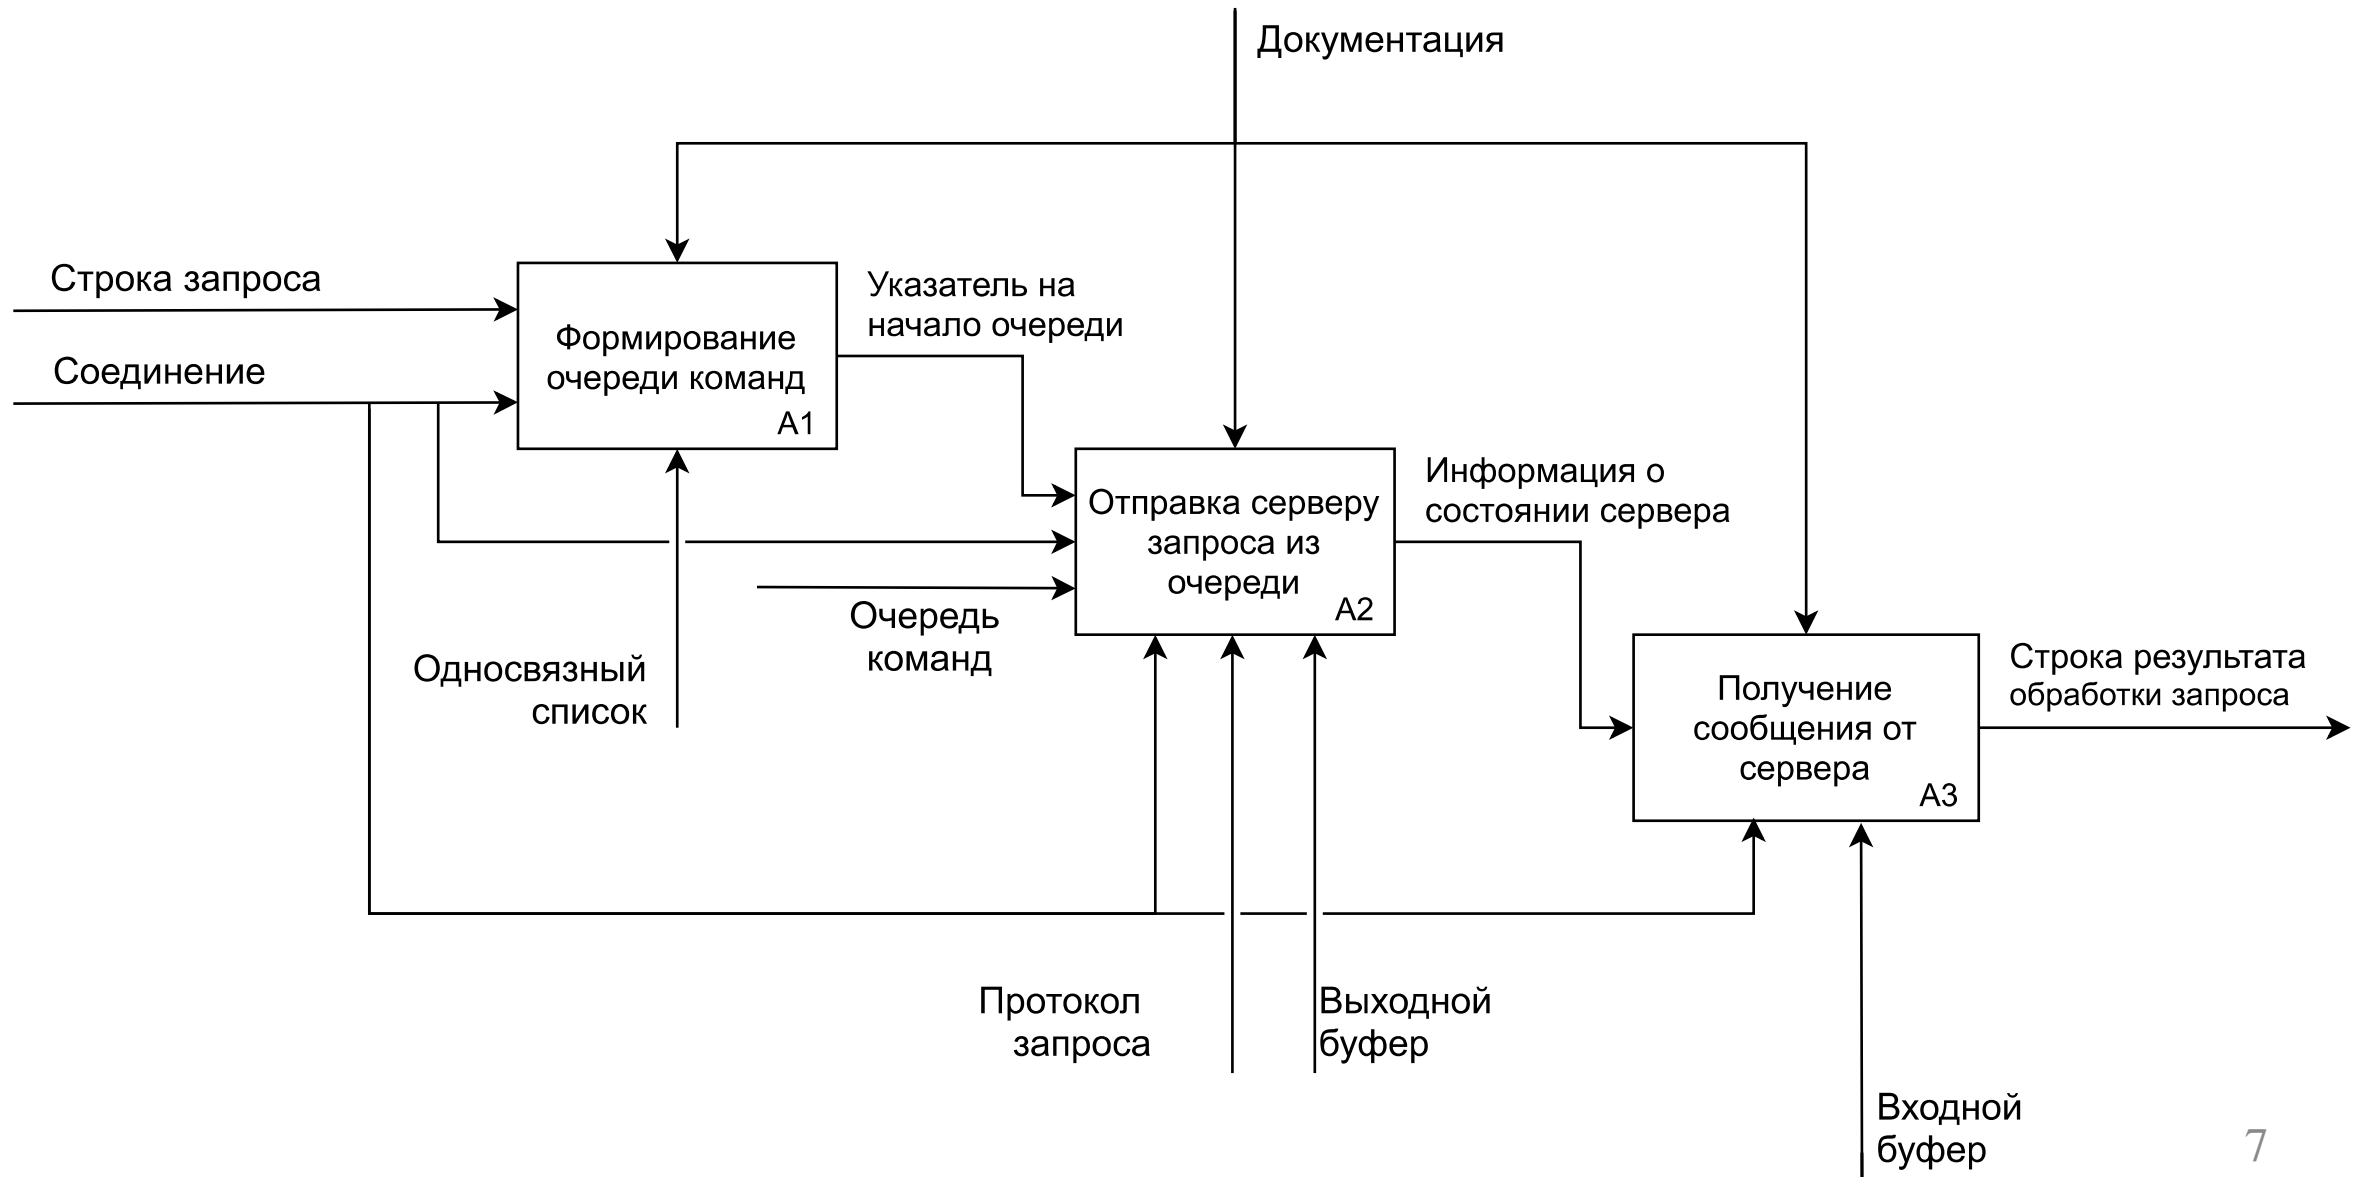 Документация
Строка запроса
Соединение
Формирование
очереди команд
A1
Указатель на
начало очереди
Отправка серверу
запроса из
очереди
A2
Информация о
состоянии сервера
Очередь
команд
Односвязный
список
Получение
сообщения от
сервера
A3
Строка результата
обработки запроса
Протокол
запроса
Выходной
буфер
Входной
буфер
7